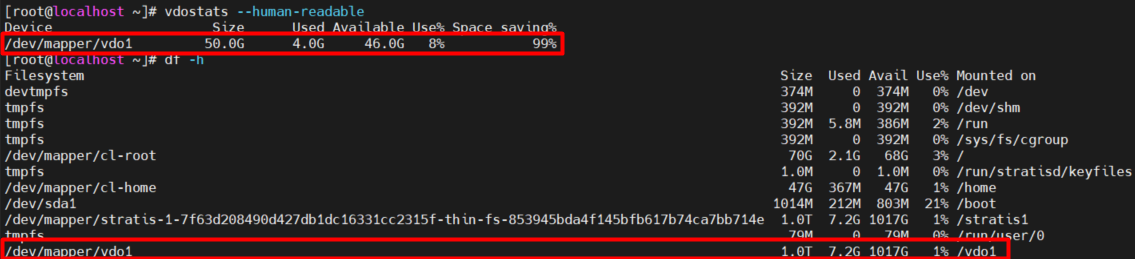 [root@localhost ~]# vdostats --human-readable
Device Size Used Available Use% Space saving%
/dev/mapper/vdo1 50.0G 4.0G 46.0G 8% 99%
[root@localhost ~]# df -h
Filesystem Size Used Avail Use% Mounted on
devtmpfs 374M 0 374M 0% /dev
tmpfs 392M 0 392M 0% /dev/shm
tmpfs 392M 5.8M 386M 2% /run
tmpfs 392M 0 392M 0% /sys/fs/cgroup
/dev/mapper/cl-root 70G 2.1G 68G 3% /
tmpfs 1.0M 0 1.0M 0% /run/stratisd/keyfiles
/dev/mapper/cl-home 47G 367M 47G 1% /home
/dev/sda1 1014M 212M 803M 21% /boot
/dev/mapper/stratis-1-7f63d208490d427db1dc16331cc2315f-thin-fs-853945bda4f145bfb617b74ca7bb714e 1.0T 7.2G 1017G 1% /stratis1
tmpfs 79M 0 79M 0% /run/user/0
/dev/mapper/vdo1 1.0T 7.2G 1017G 1% /vdo1